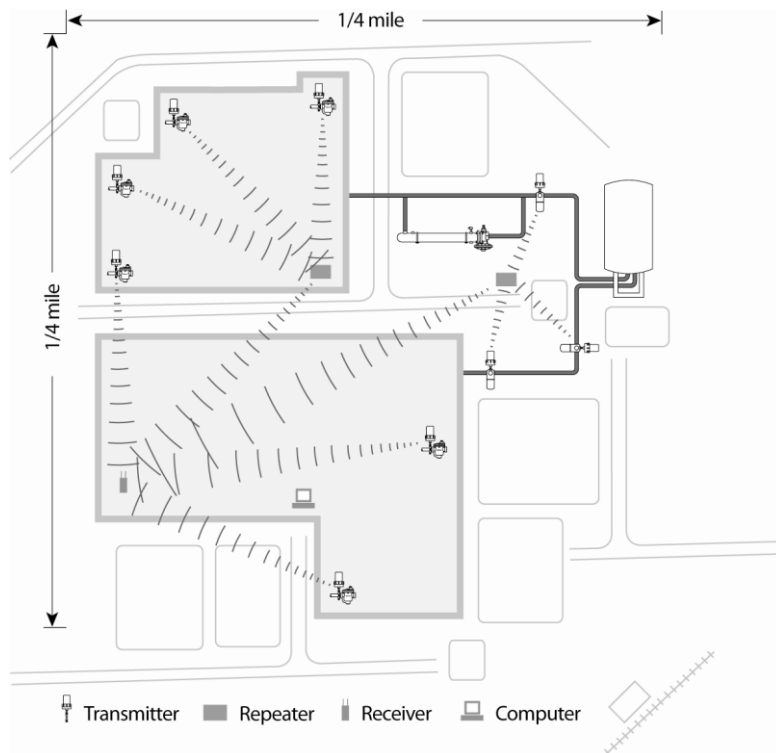 1/4 mile
1/4 mile
Transmitter
Repeater
Receiver
Computer